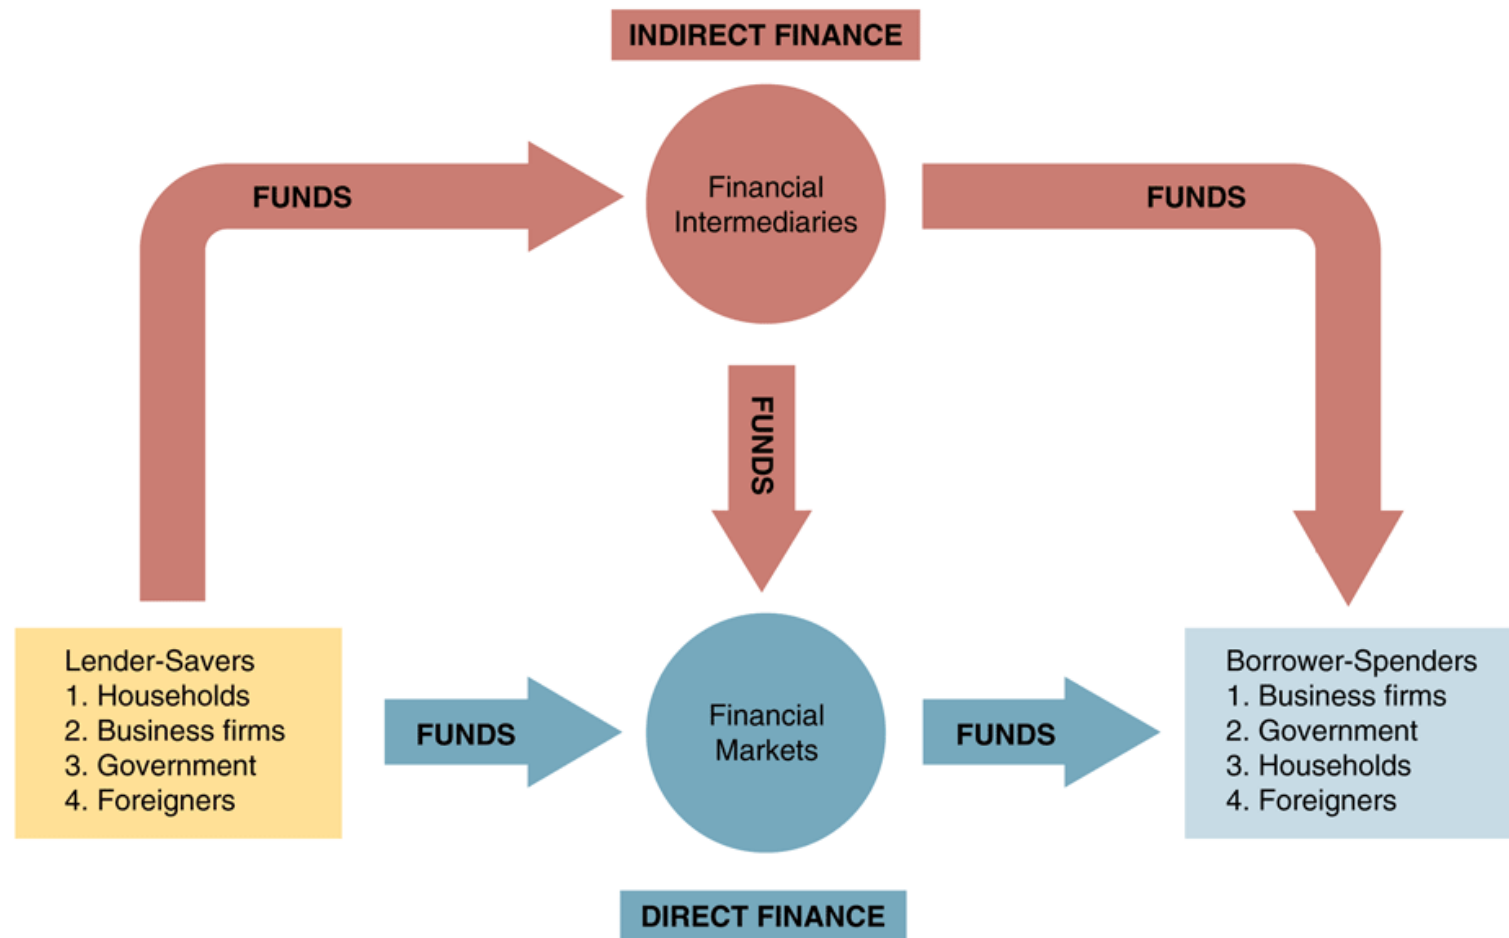 INDIRECT FINANCE
FUNDS
Financial
Intermediaries
FUNDS
FUNDS
Lender-Savers
1. Households
2. Business firms
3. Government
4. Foreigners
FUNDS
Financial
Markets
FUNDS
Borrower-Spenders
1. Business firms
2. Government
3. Households
4. Foreigners
DIRECT FINANCE